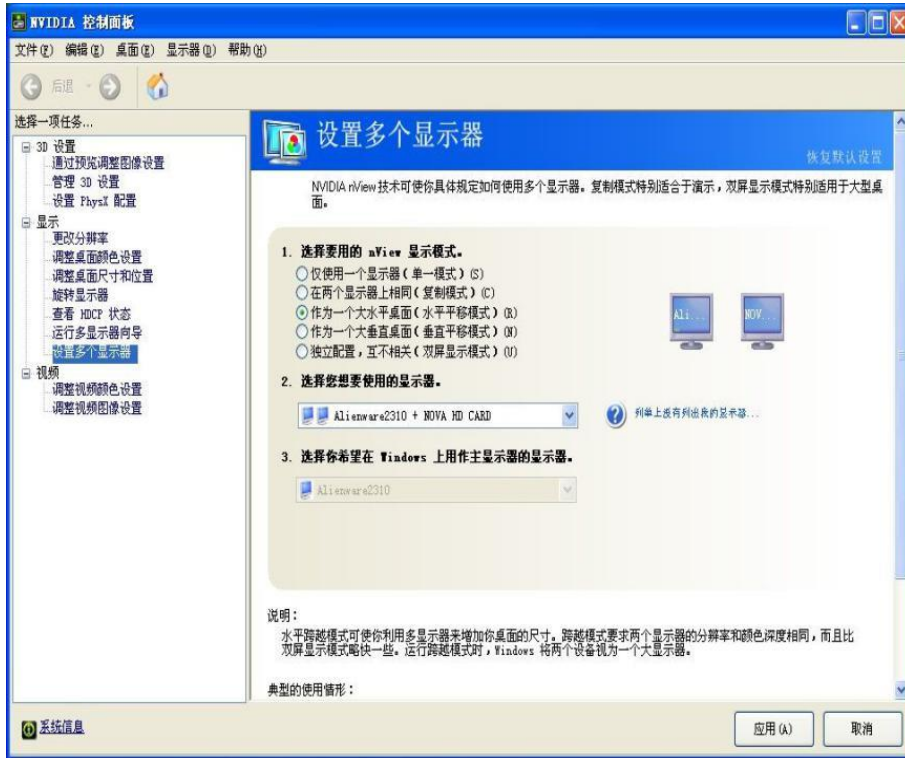 NVIDIA 控制面板
文件(F) 编辑(E) 桌面(E) 显示器(D) 帮助(H)
后退
选择一项任务...
3D 设置
通过预览调整图像设置
管理 3D 设置
设置 PhysX 配置
显示
更改分辨率
调整桌面颜色设置
调整桌面尺寸和位置
旋转显示器
查看 HDCP 状态
运行多显示器向导
设置多个显示器
视频
调整视频颜色设置
调整视频图像设置
系统信息
设置多个显示器
恢复默认设置
NVIDIA nView 技术可使你具体规定如何使用多个显示器。复制模式特别适合于演示,双屏显示模式特别适用于大型桌
面。
1. 选择要用的 nView 显示模式。
仅使用一个显示器(单一模式)(S)
在两个显示器上相同(复制模式)(C)
作为一个大水平桌面(水平平移模式)(R)
作为一个大垂直桌面(垂直平移模式)(N)
独立配置,互不相关(双屏显示模式)(U)
Ali...
NOV...
2. 选择您想要使用的显示器。
Alienware2310 + NOVA HD CARD
列单上没有列出我的显示器...
3. 选择你希望在 Windows 上用作主显示器的显示器。
Alienware2310
说明:
水平跨越模式可使你利用多显示器来增加你桌面的尺寸。跨越模式要求两个显示器的分辨率和颜色深度相同,而且比
双屏显示模式略快一些。运行跨越模式时,Windows 将两个设备视为一个大显示器。
典型的使用情形:
应用(A)
取消